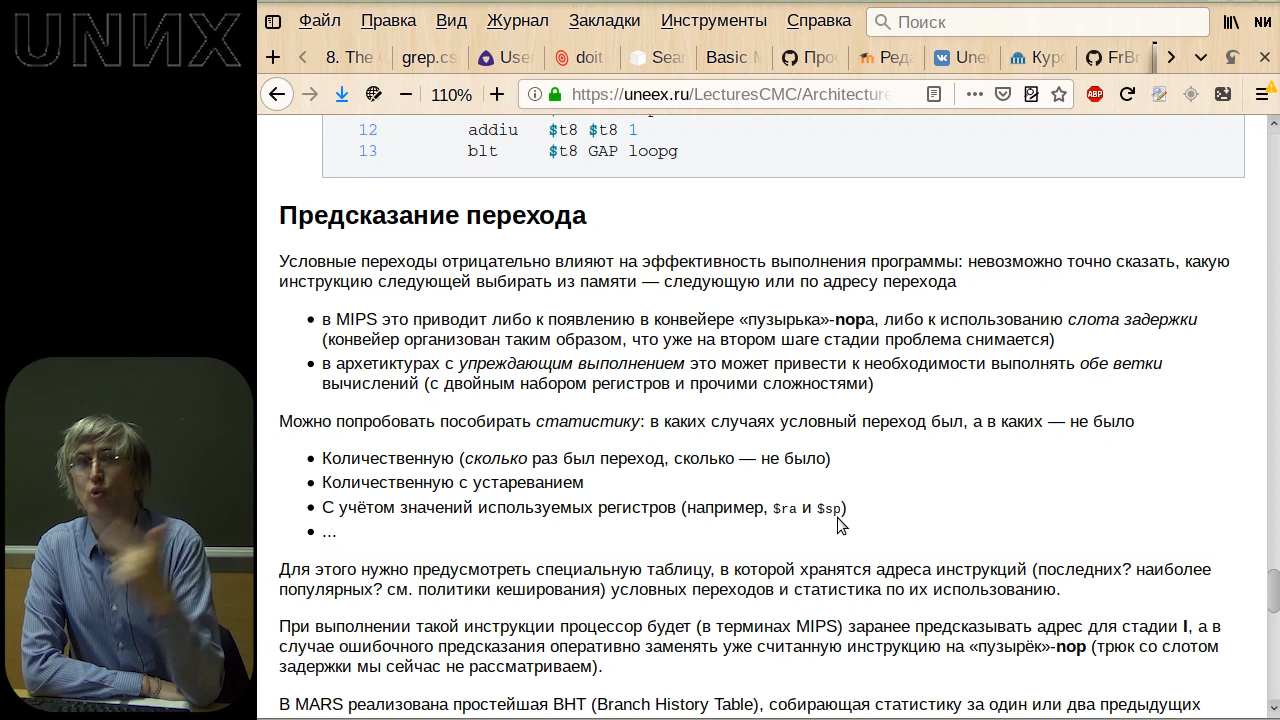 UNИX
Файл Правка Вид Журнал Закладки Инструменты Справка Поиск
8. The grep.cs User doit Sear Basic M Про Реда Unee Курс FrBr
110% https://uneex.ru/LecturesCMC/Architecture ABP
12 addiu $t8 $t8 1
13 blt $t8 GAP loopg
Предсказание перехода
Условные переходы отрицательно влияют на эффективность выполнения программы: невозможно точно сказать, какую
инструкцию следующей выбирать из памяти — следующую или по адресу перехода
в MIPS это приводит либо к появлению в конвейере «пузырька»-nopа, либо к использованию слота задержки
(конвейер организован таким образом, что уже на втором шаге стадии проблема снимается)
в архетиктурах с упреждающим выполнением это может привести к необходимости выполнять обе ветки
вычислений (с двойным набором регистров и прочими сложностями)
Можно попробовать пособирать статистику: в каких случаях условный переход был, а в каких — не было
Количественную (сколько раз был переход, сколько — не было)
Количественную с устареванием
С учётом значений используемых регистров (например, $ra и $sp)
...
Для этого нужно предусмотреть специальную таблицу, в которой хранятся адреса инструкций (последних? наиболее
популярных? см. политики кеширования) условных переходов и статистика по их использованию.
При выполнении такой инструкции процессор будет (в терминах MIPS) заранее предсказывать адрес для стадии I, а в
случае ошибочного предсказания оперативно заменять уже считанную инструкцию на «пузырёк»-nop (трюк со слотом
задержки мы сейчас не рассматриваем).
В MARS реализована простейшая BHT (Branch History Table), собирающая статистику за один или два предыдущих